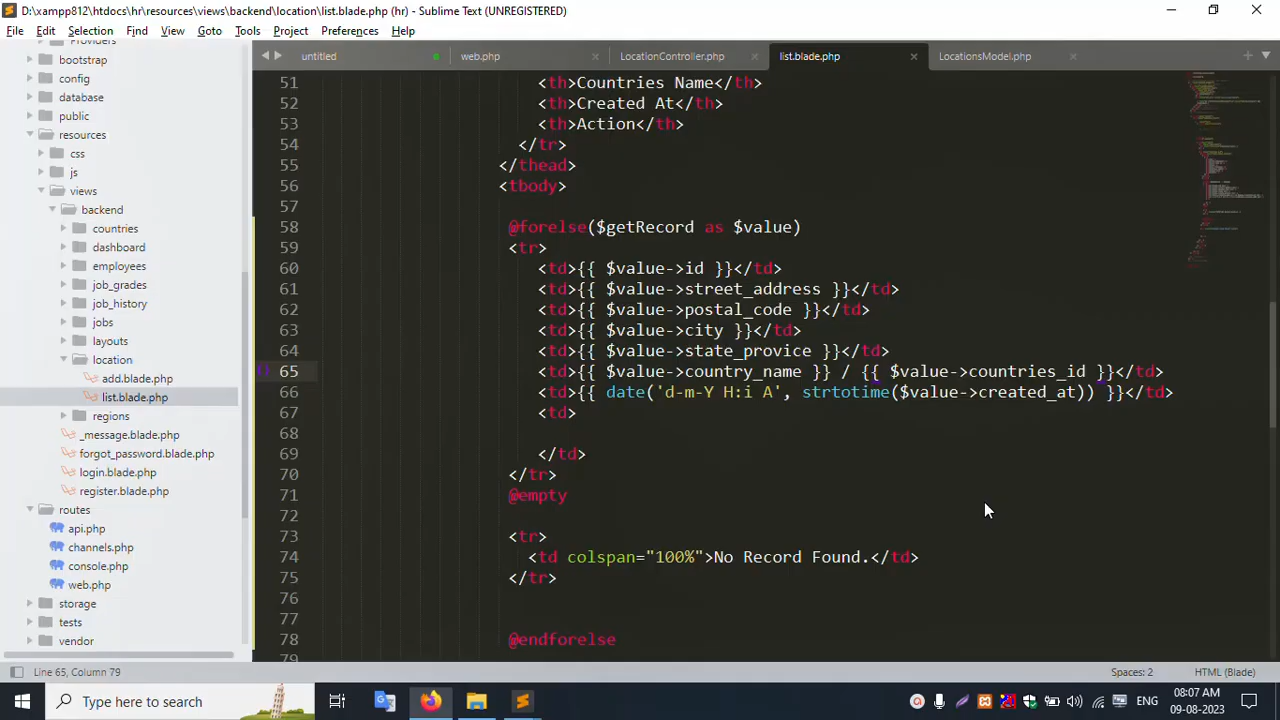 D:\xampp812\htdocs\hr\resources\views\backend\location\list.blade.php (hr) - Sublime Text (UNREGISTERED)
File Edit Selection Find View Goto Tools Project Preferences Help
Providers
bootstrap
config
database
public
resources
css
js
views
backend
countries
dashboard
employees
job_grades
job_history
jobs
layouts
location
add.blade.php
list.blade.php
regions
_message.blade.php
forgot_password.blade.php
login.blade.php
register.blade.php
routes
api.php
channels.php
console.php
web.php
storage
tests
vendor
untitled web.php LocationController.php list.blade.php LocationsModel.php
51 <th>Countries Name</th>
52 <th>Created At</th>
53 <th>Action</th>
54 </tr>
55 </thead>
56 <tbody>
57
58 @forelse($getRecord as $value)
59 <tr>
60 <td>{{ $value->id }}</td>
61 <td>{{ $value->street_address }}</td>
62 <td>{{ $value->postal_code }}</td>
63 <td>{{ $value->city }}</td>
64 <td>{{ $value->state_provice }}</td>
65 <td>{{ $value->country_name }} / {{ $value->countries_id }}</td>
66 <td>{{ date('d-m-Y H:i A', strtotime($value->created_at)) }}</td>
67 <td>
68
69 </td>
70 </tr>
71 @empty
72
73 <tr>
74 <td colspan="100%">No Record Found.</td>
75 </tr>
76
77
78 @endforelse
79
Line 65, Column 79 Spaces: 2 HTML (Blade)
Type here to search ENG 08:07 AM
09-08-2023